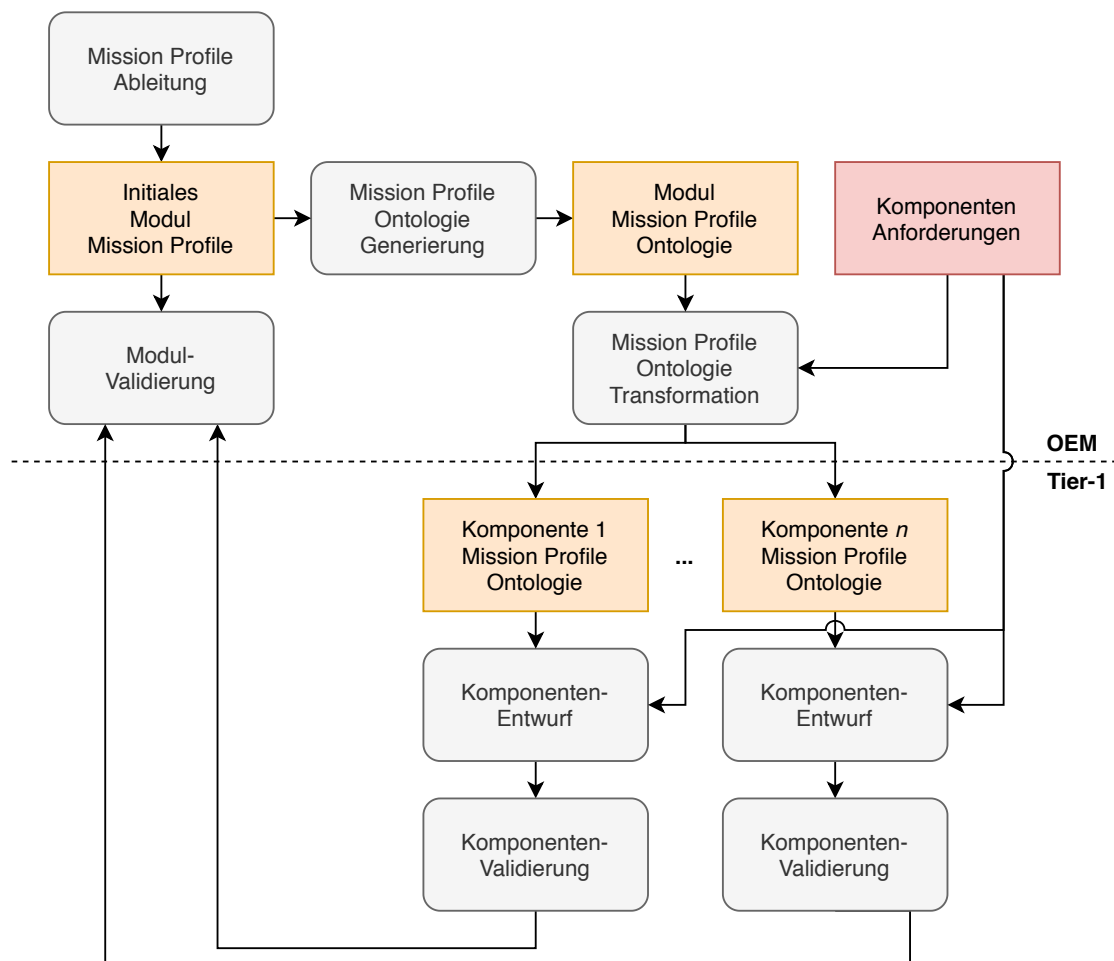 Mission Profile
Ableitung
Initiales
Modul
Mission Profile
Mission Profile
Ontologie
Generierung
Modul
Mission Profile
Ontologie
Komponenten
Anforderungen
Modul-
Validierung
Mission Profile
Ontologie
Transformation
OEM
Tier-1
Komponente 1
Mission Profile
Ontologie
...
Komponente n
Mission Profile
Ontologie
Komponenten-
Entwurf
Komponenten-
Entwurf
Komponenten-
Validierung
Komponenten-
Validierung